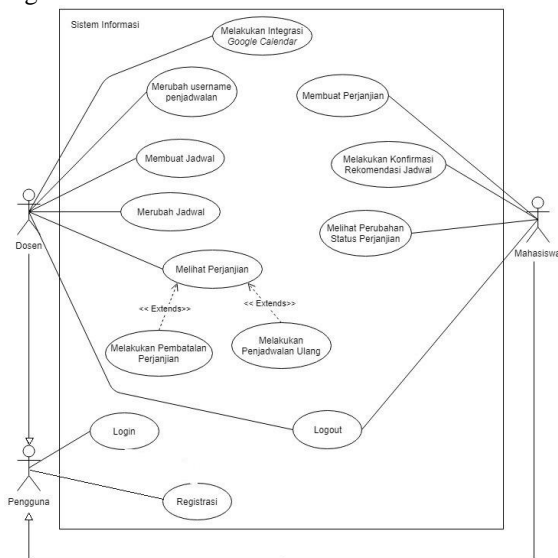 Sistem Informasi
Melakukan Integrasi
Google Calendar
Merubah username
penjadwalan
Membuat Perjanjian
Membuat Jadwal
Melakukan Konfirmasi
Rekomendasi Jadwal
Merubah Jadwal
Melihat Perubahan
Status Perjanjian
Dosen
Mahasiswa
Melihat Perjanjian
<< Extends>>
<< Extends>>
Melakukan Pembatalan
Perjanjian
Melakukan
Penjadwalan Ulang
Login
Logout
Pengguna
Registrasi